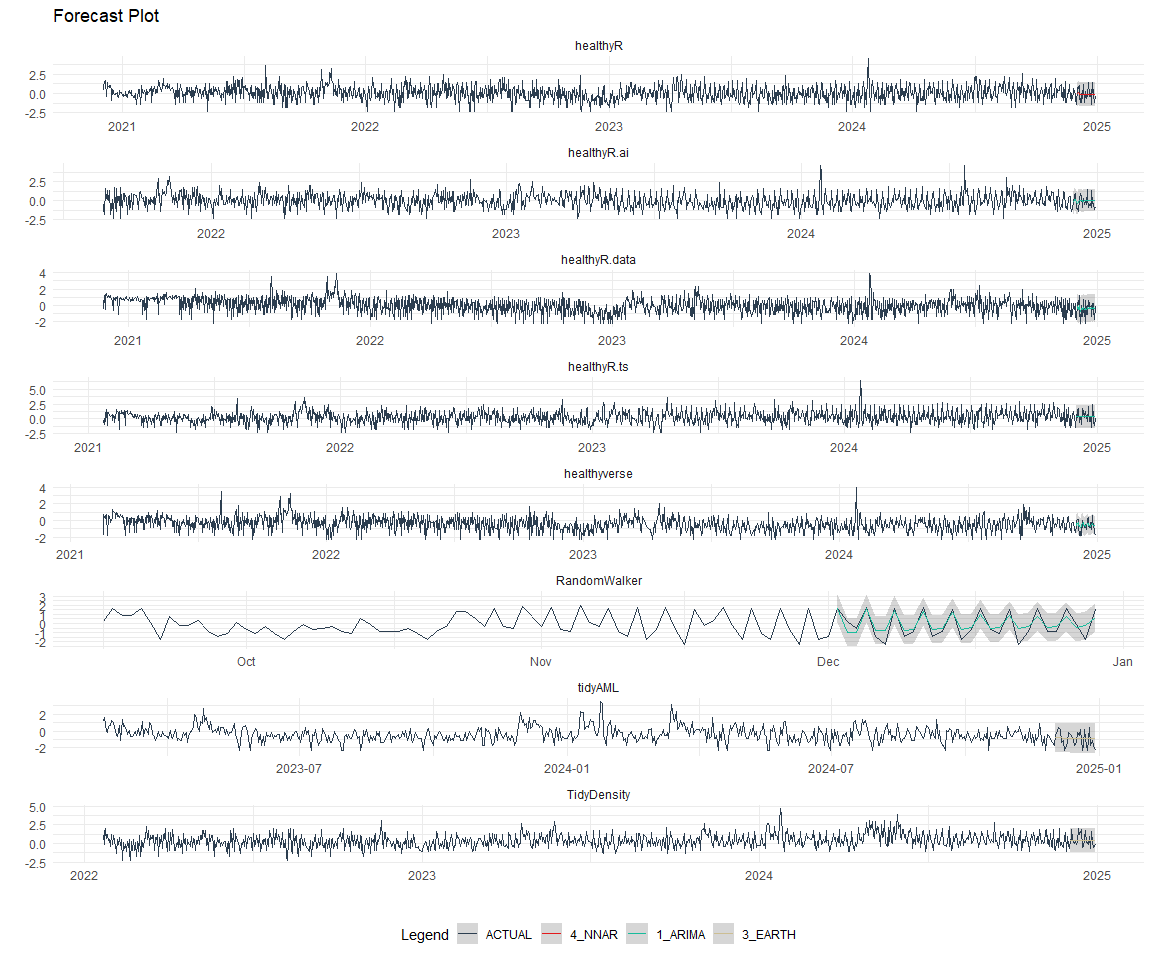 Forecast Plot
healthyR
2.5
0.0
-2.5
2021 2022 2023 2024 2025
healthyR.ai
2.5
0.0
-2.5
2022 2023 2024 2025
healthyR.data
4
2
0
-2
2021 2022 2023 2024 2025
healthyR.ts
5.0
2.5
0.0
-2.5
2021 2022 2023 2024 2025
healthyverse
4
2
0
-2
2021 2022 2023 2024 2025
RandomWalker
3
2
1
0
-1
-2
Oct Nov Dec Jan
tidyAML
2
0
-2
2023-07 2024-01 2024-07 2025-01
TidyDensity
5.0
2.5
0.0
-2.5
2022 2023 2024 2025
Legend ACTUAL 4_NNAR 1_ARIMA 3_EARTH